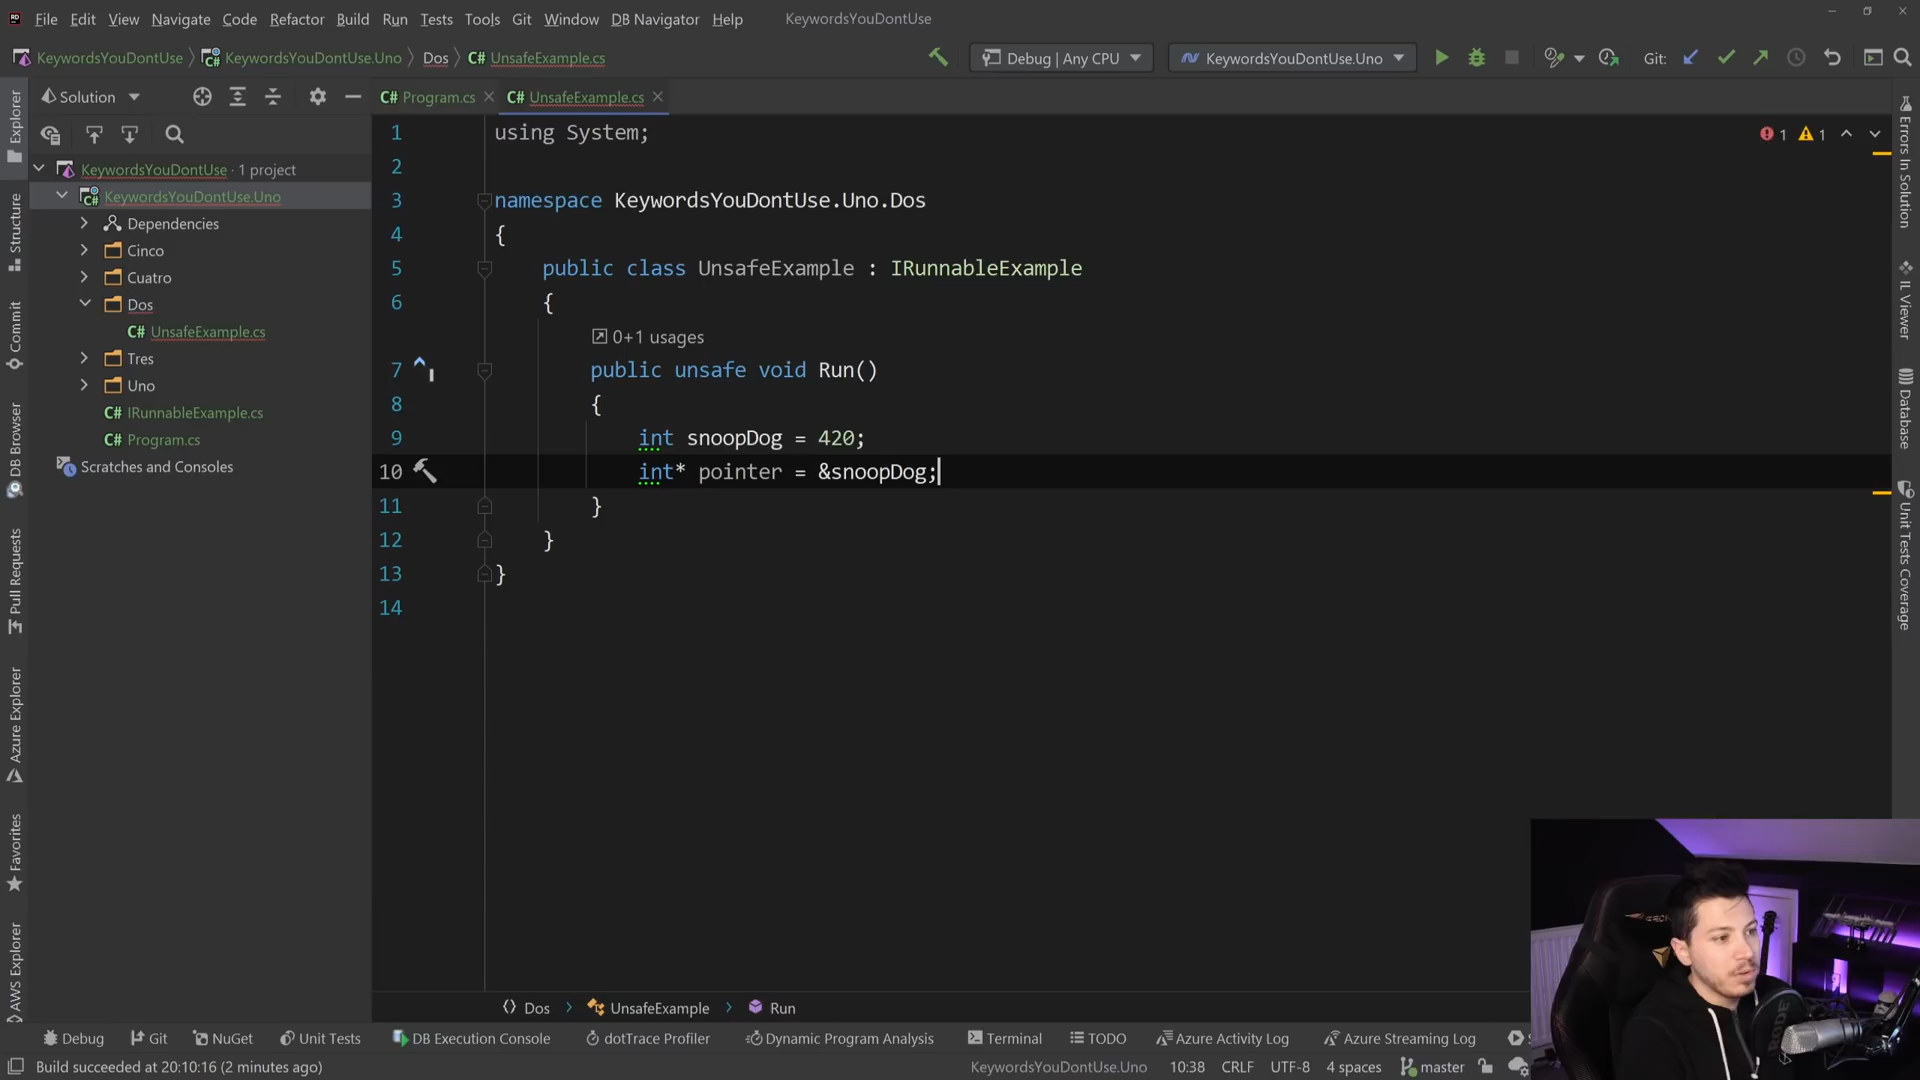 File Edit View Navigate Code Refactor Build Run Tests Tools Git Window DB Navigator Help KeywordsYouDontUse
KeywordsYouDontUse KeywordsYouDontUse.Uno Dos C# UnsafeExample.cs Debug | Any CPU KeywordsYouDontUse.Uno Git:
Solution C# Program.cs C# UnsafeExample.cs
KeywordsYouDontUse · 1 project
KeywordsYouDontUse.Uno
Dependencies
Cinco
Cuatro
Dos
C# UnsafeExample.cs
Tres
Uno
C# IRunnableExample.cs
C# Program.cs
Scratches and Consoles
Explorer
Structure
Commit
DB Browser
Pull Requests
Azure Explorer
Favorites
AWS Explorer
1 using System;
2
3 namespace KeywordsYouDontUse.Uno.Dos
4 {
5 public class UnsafeExample : IRunnableExample
6 {
0+1 usages
7 public unsafe void Run()
8 {
9 int snoopDog = 420;
10 int* pointer = &snoopDog;
11 }
12 }
13 }
14
1 1
Errors In Solution
IL Viewer
Database
Unit Tests Coverage
Dos UnsafeExample Run
Debug Git NuGet Unit Tests DB Execution Console dotTrace Profiler Dynamic Program Analysis Terminal TODO Azure Activity Log Azure Streaming Log
Build succeeded at 20:10:16 (2 minutes ago) KeywordsYouDontUse.Uno 10:38 CRLF UTF-8 4 spaces master